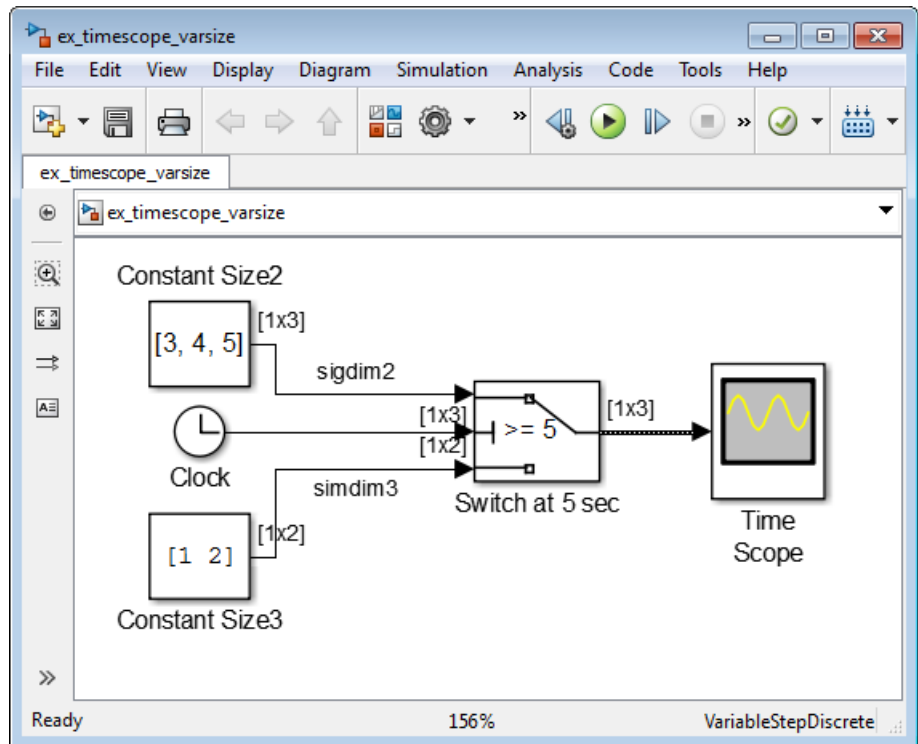 ex_timescope_varsize
File Edit View Display Diagram Simulation Analysis Code Tools Help
» »
ex_timescope_varsize
ex_timescope_varsize
Constant Size2
[1x3]
[3, 4, 5]
sigdim2
[1x3]
[1x3]
>= 5
[1x2]
Clock
simdim3
Switch at 5 sec
Time
Scope
[1x2]
[1 2]
Constant Size3
A
»
Ready 156% VariableStepDiscrete